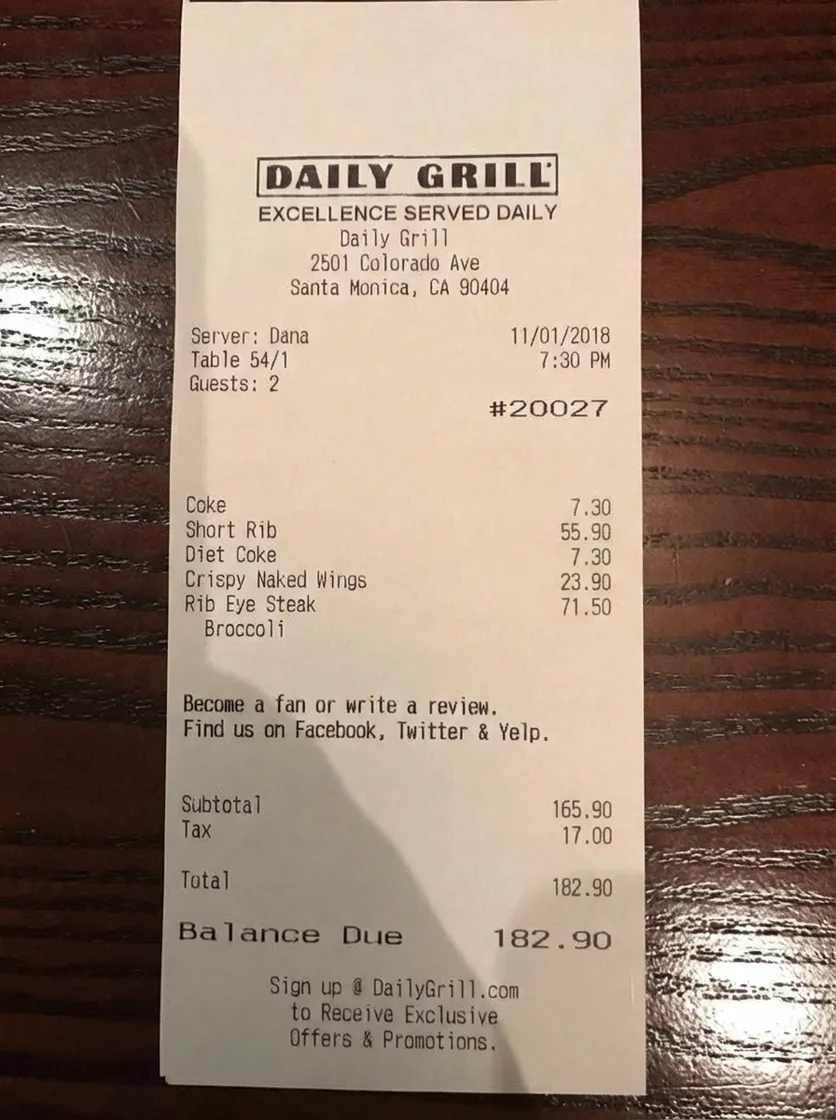 DAILY GRILL
EXCELLENCE SERVED DAILY
Daily Grill
2501 Colorado Ave
Santa Monica, CA 90404
Server: Dana 11/01/2018
Table 54/1 7:30 PM
Guests: 2
#20027
Coke 7.30
Short Rib 55.90
Diet Coke 7.30
Crispy Naked Wings 23.90
Rib Eye Steak 71.50
Broccoli
Become a fan or write a review.
Find us on Facebook, Twitter & Yelp.
Subtotal 165.90
Tax 17.00
Total 182.90
Balance Due 182.90
Sign up @ DailyGrill.com
to Receive Exclusive
Offers & Promotions.